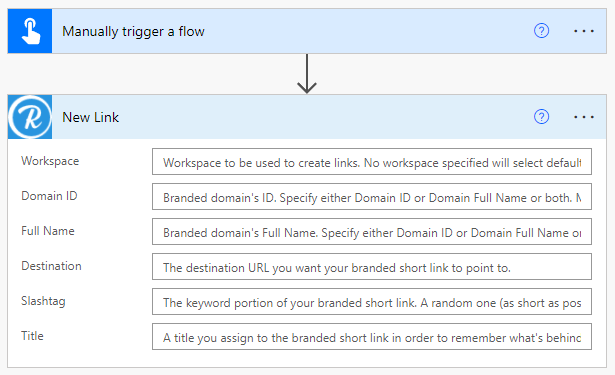 Manually trigger a flow
New Link
Workspace
Workspace to be used to create links. No workspace specified will select default
Domain ID
Branded domain's ID. Specify either Domain ID or Domain Full Name or both. M
Full Name
Branded domain's Full Name. Specify either Domain ID or Domain Full Name or
Destination
The destination URL you want your branded short link to point to.
Slashtag
The keyword portion of your branded short link. A random one (as short as pos
Title
A title you assign to the branded short link in order to remember what's behind